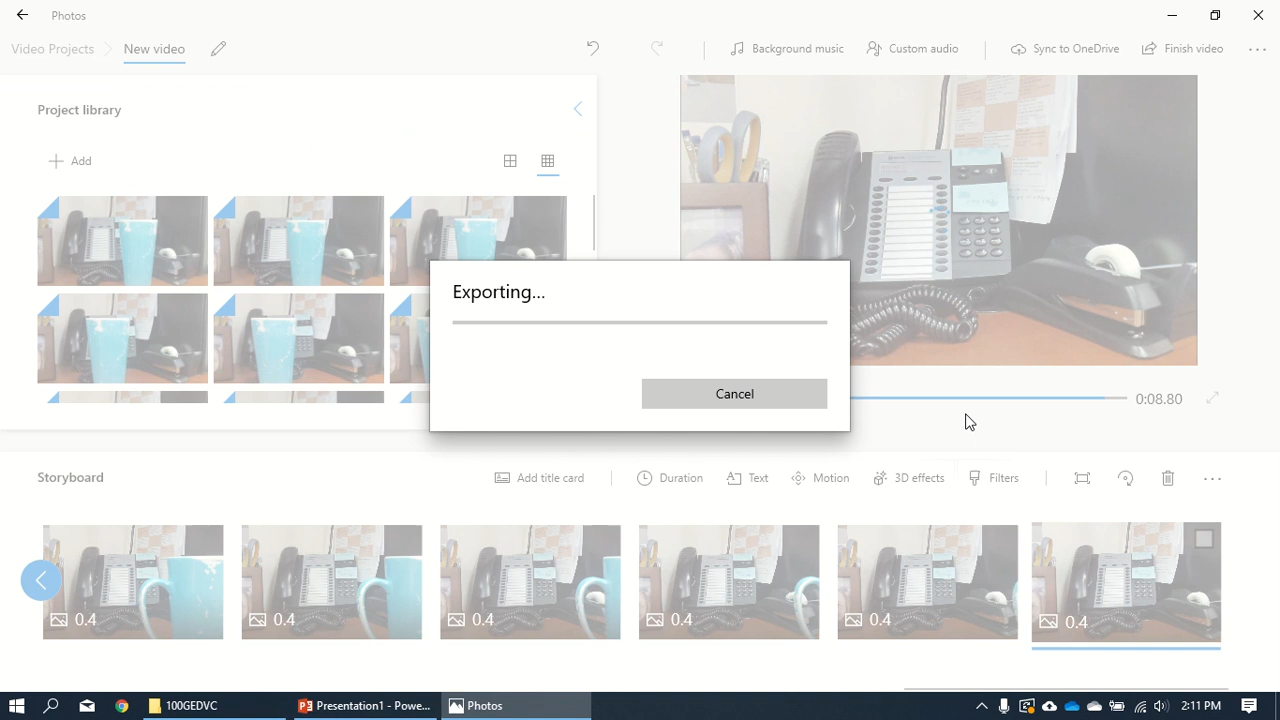 Photos
Video Projects
New video
Background music
Custom audio
Sync to OneDrive
Finish video
Project library
Add
Exporting...
Cancel
0:08.80
Storyboard
Add title card
Duration
Text
Motion
3D effects
Filters
0.4
0.4
0.4
0.4
0.4
0.4
100GEDVC
Presentation1 - Powe...
Photos
2:11 PM